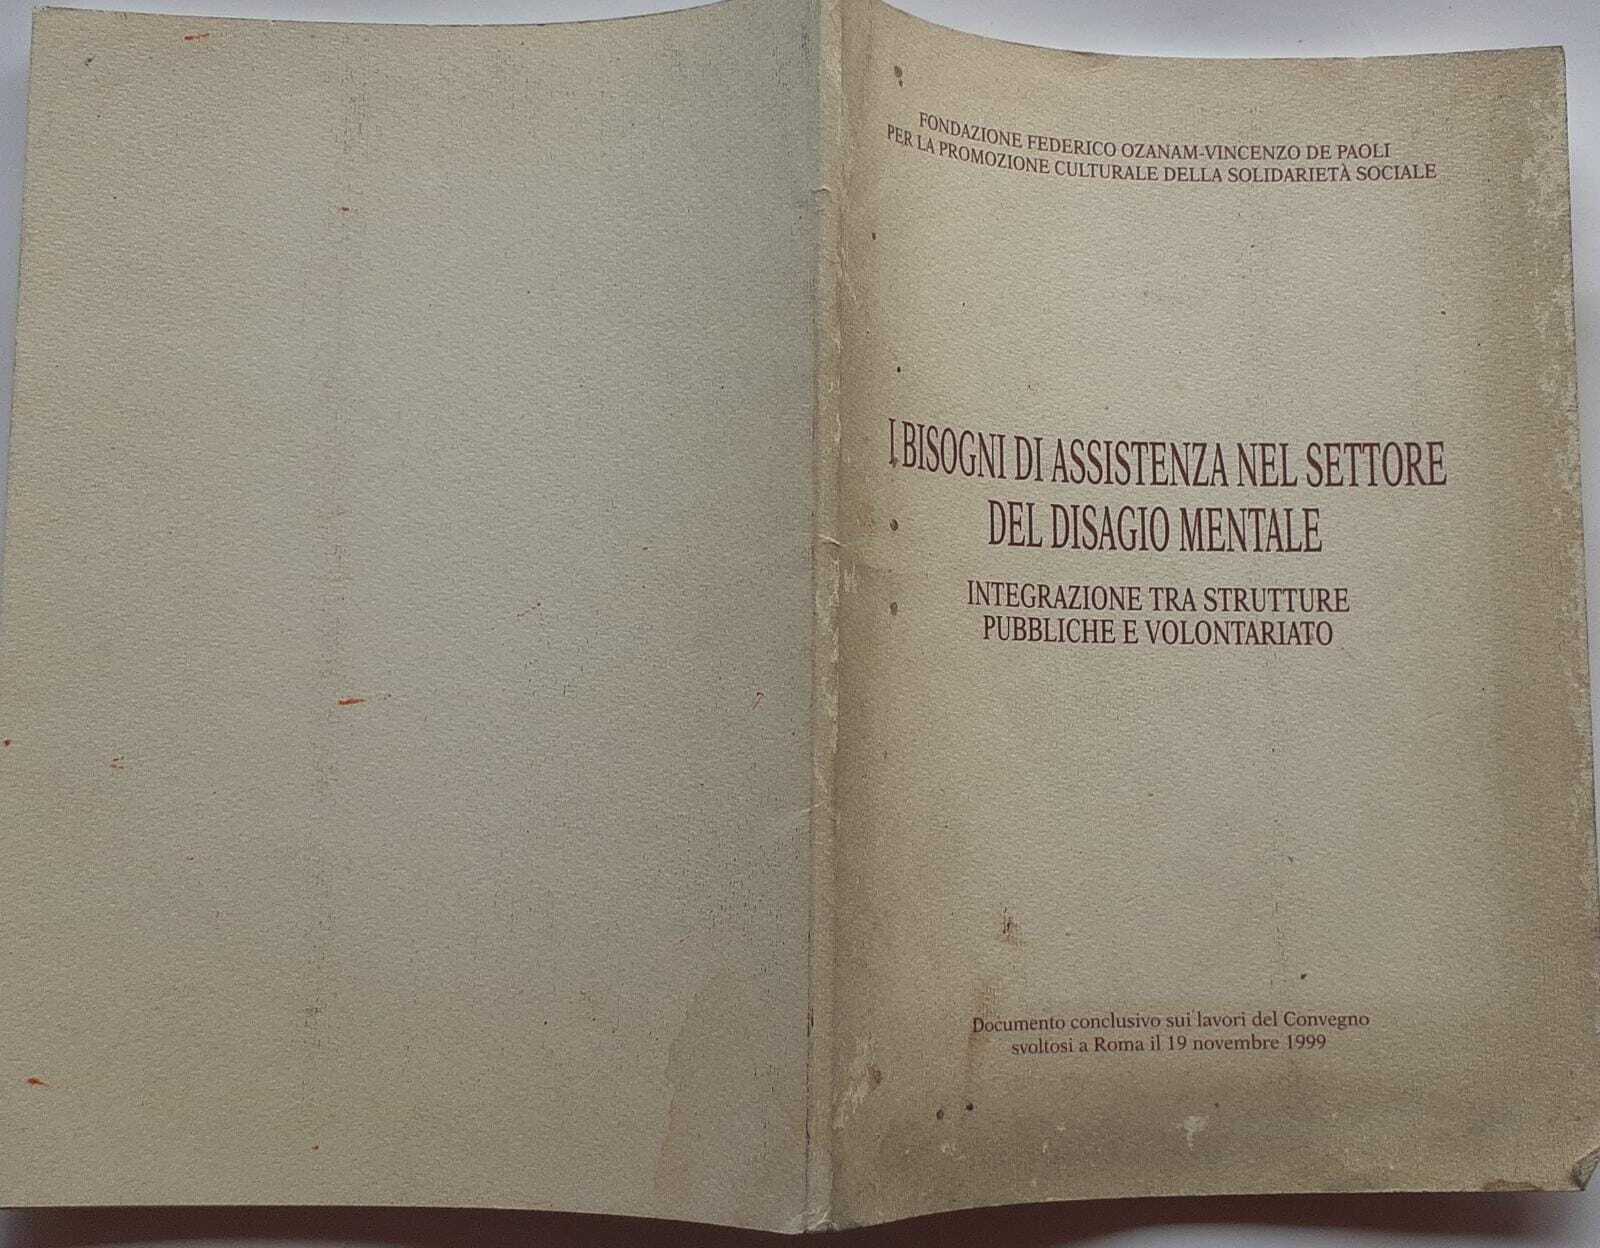 FONDAZIONE FEDERICO OZANAM-VINCENZO DE PAOLI
PER LA PROMOZIONE CULTURALE DELLA SOLIDARIETÀ SOCIALE
I BISOGNI DI ASSISTENZA NEL SETTORE
DEL DISAGIO MENTALE
INTEGRAZIONE TRA STRUTTURE
PUBBLICHE E VOLONTARIATO
Documento conclusivo sui lavori del Convegno
svoltosi a Roma il 19 novembre 1999